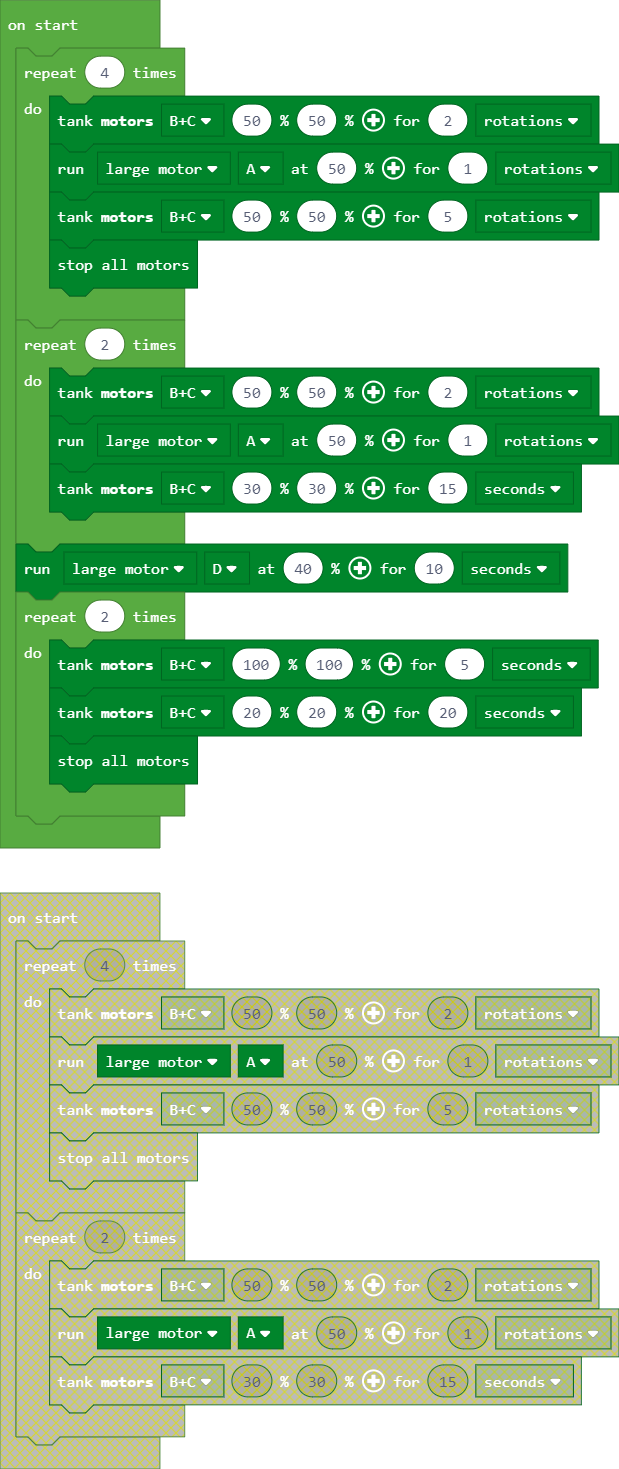 on start
repeat 4 times
do tank motors B+C 50 % 50 % for 2 rotations
run large motor A at 50 % for 1 rotations
tank motors B+C 50 % 50 % for 5 rotations
stop all motors
repeat 2 times
do tank motors B+C 50 % 50 % for 2 rotations
run large motor A at 50 % for 1 rotations
tank motors B+C 30 % 30 % for 15 seconds
run large motor D at 40 % for 10 seconds
repeat 2 times
do tank motors B+C 100 % 100 % for 5 seconds
tank motors B+C 20 % 20 % for 20 seconds
stop all motors
on start
repeat 4 times
do tank motors B+C 50 % 50 % for 2 rotations
run large motor A at 50 % for 1 rotations
tank motors B+C 50 % 50 % for 5 rotations
stop all motors
repeat 2 times
do tank motors B+C 50 % 50 % for 2 rotations
run large motor A at 50 % for 1 rotations
tank motors B+C 30 % 30 % for 15 seconds